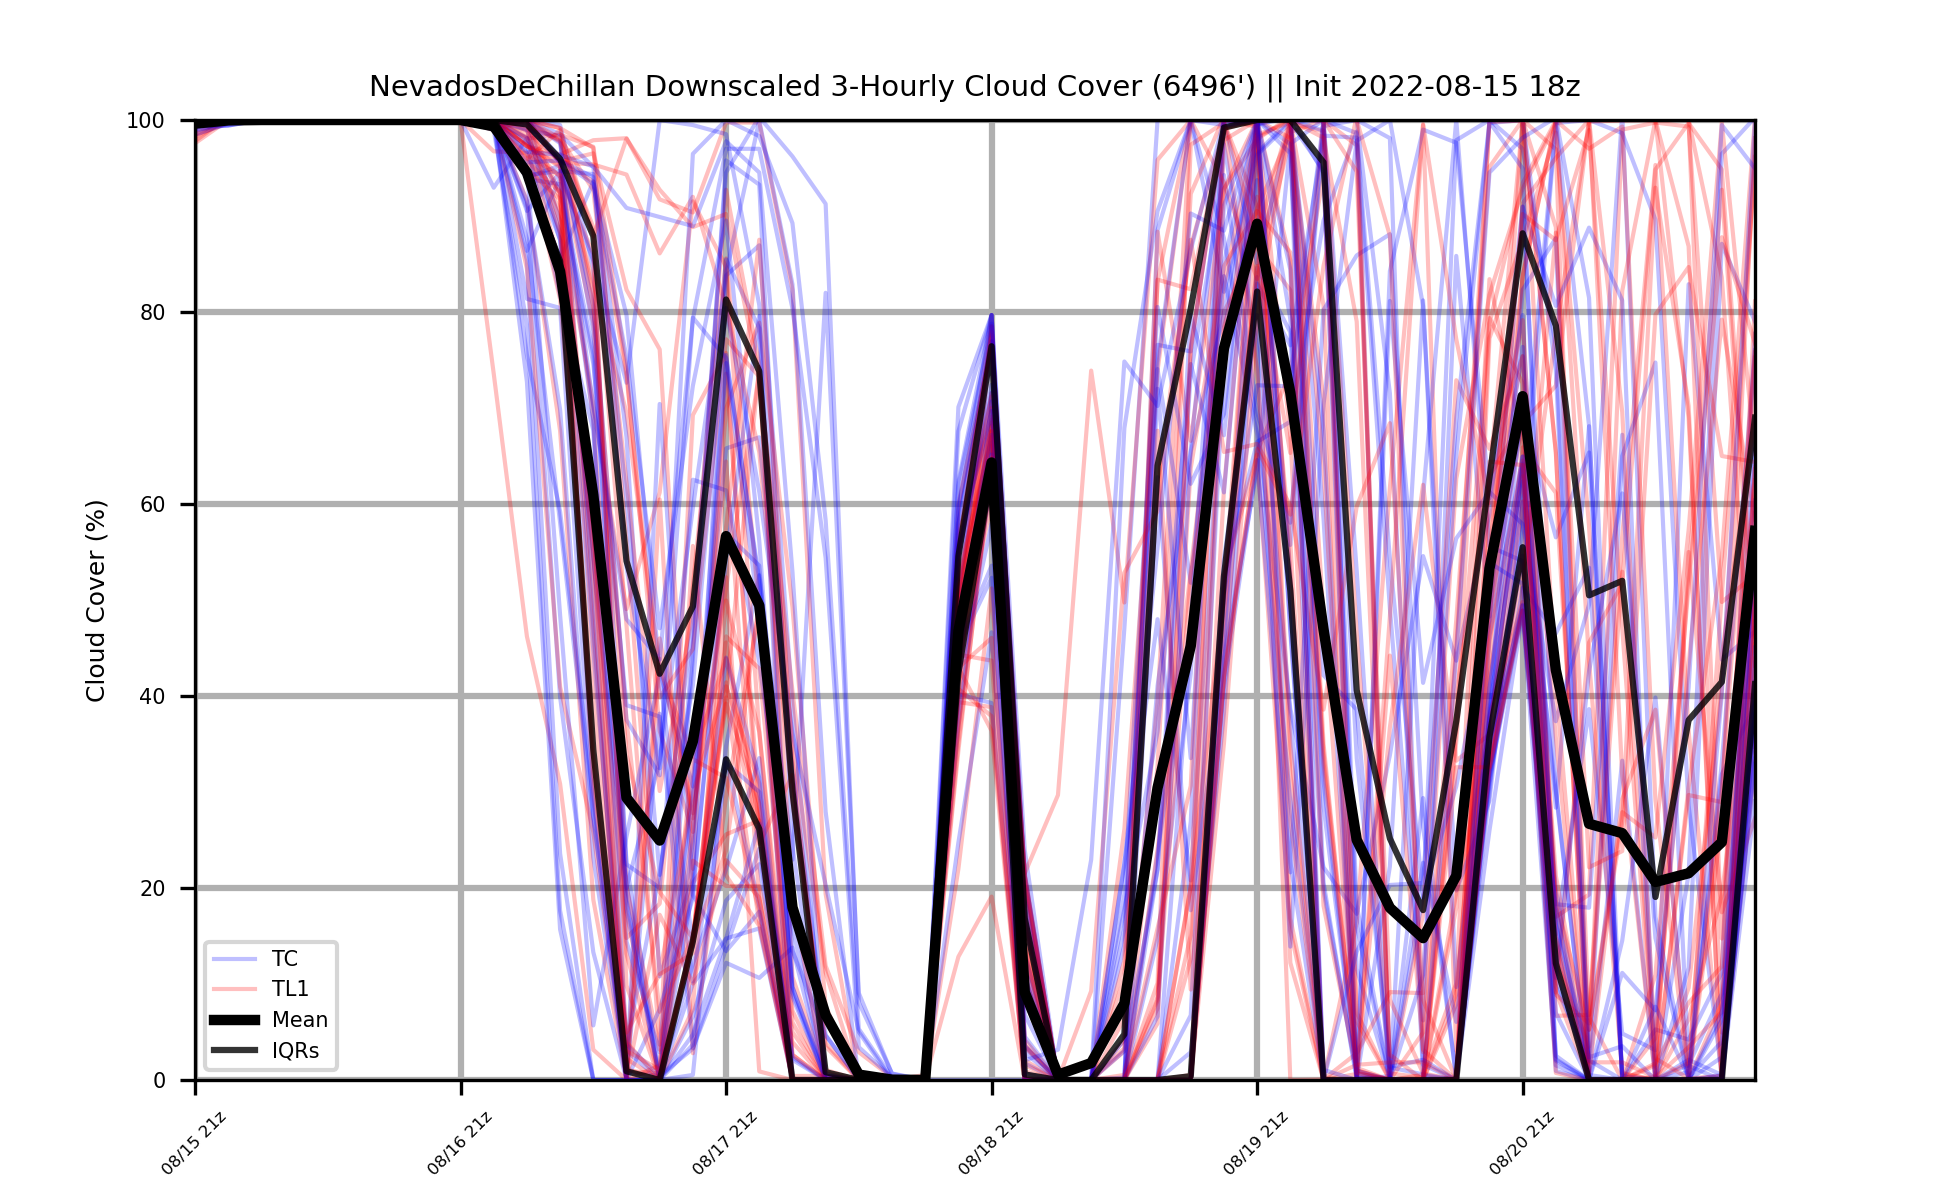 NevadosDeChillan Downscaled 3-Hourly Cloud Cover (6496') || Init 2022-08-15 18z
Cloud Cover (%)
100
80
60
40
20
0
TC
TL1
Mean
IQRs
08/15 21z
08/16 21z
08/17 21z
08/18 21z
08/19 21z
08/20 21z